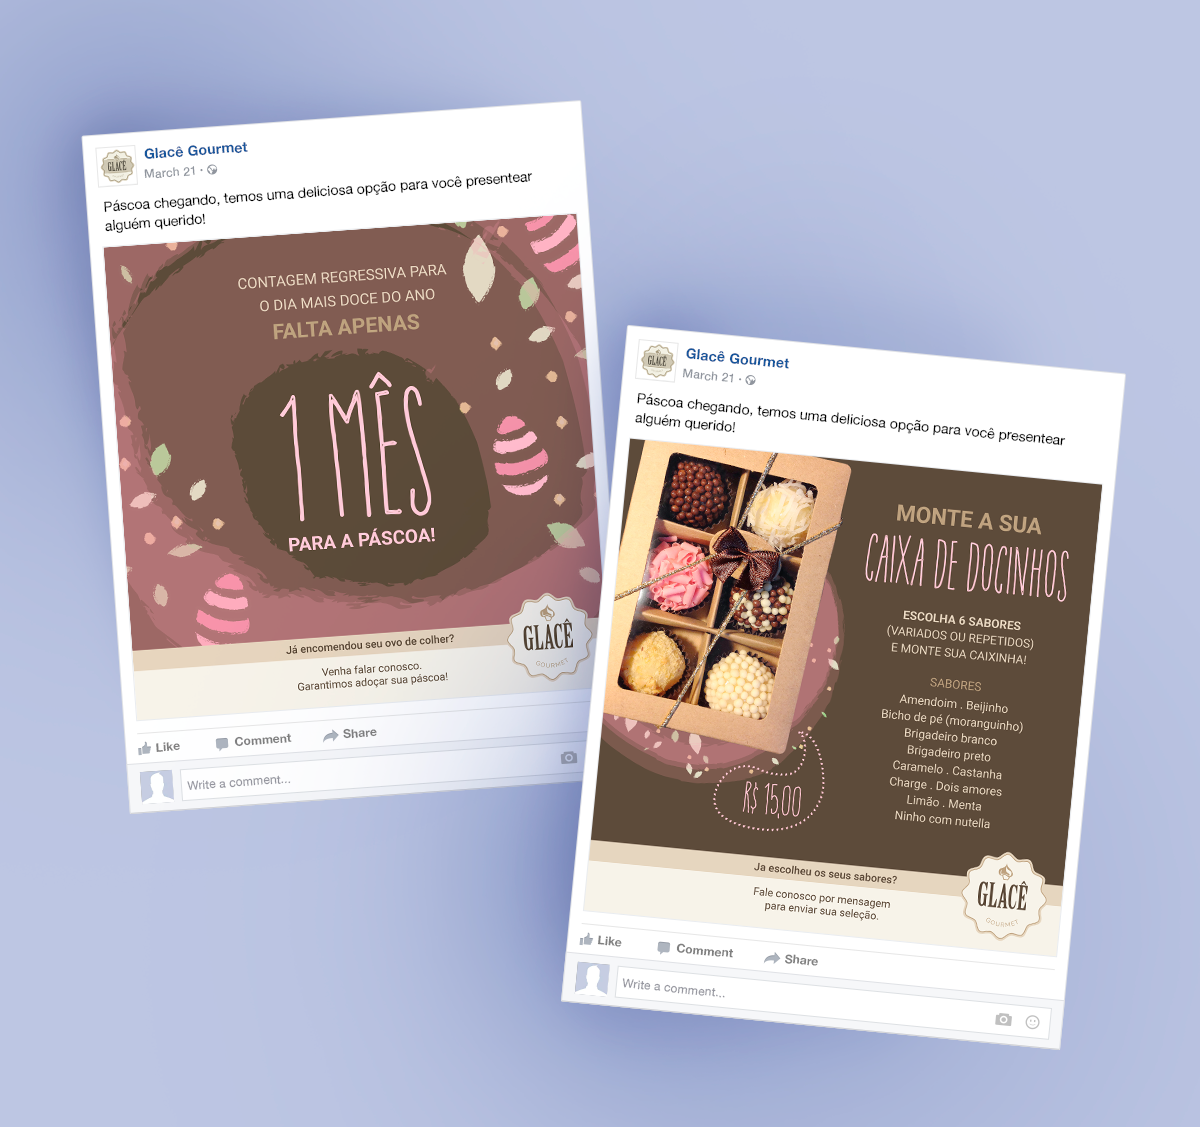 GLACÊ
Glacê Gourmet
March 21 ·
Páscoa chegando, temos uma deliciosa opção para você presentear
alguém querido!
CONTAGEM REGRESSIVA PARA
O DIA MAIS DOCE DO ANO
FALTA APENAS
1 MÊS
PARA A PÁSCOA!
Já encomendou seu ovo de colher?
Venha falar conosco.
Garantimos adoçar sua páscoa!
GLACÊ
GOURMET
Like Comment Share
Write a comment...
GLACÊ
Glacê Gourmet
March 21 ·
Páscoa chegando, temos uma deliciosa opção para você presentear
alguém querido!
MONTE A SUA
CAIXA DE DOCINHOS
ESCOLHA 6 SABORES
(VARIADOS OU REPETIDOS)
E MONTE SUA CAIXINHA!
SABORES
Amendoim . Beijinho
Bicho de pé (moranguinho)
Brigadeiro branco
Brigadeiro preto
Caramelo . Castanha
Charge . Dois amores
Limão . Menta
Ninho com nutella
R$ 15,00
Ja escolheu os seus sabores?
Fale conosco por mensagem
para enviar sua seleção.
GLACÊ
GOURMET
Like Comment Share
Write a comment...